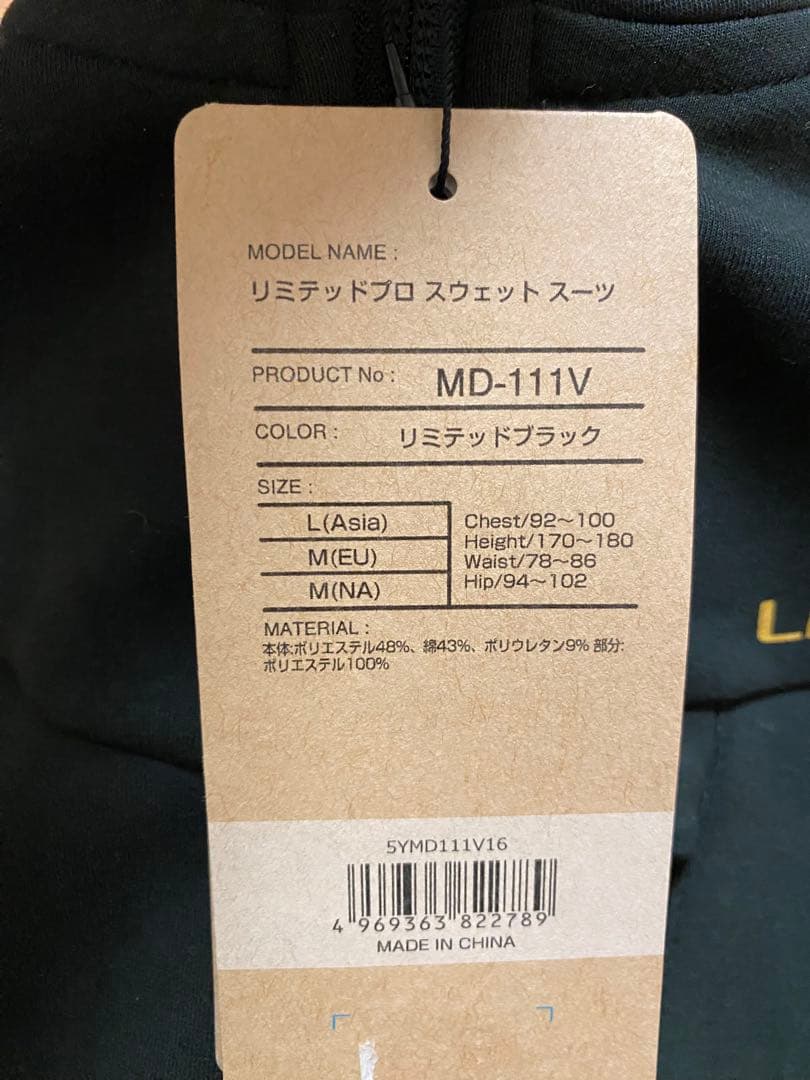 MODEL NAME :
リミテッドプロ スウェット スーツ
PRODUCT No : MD-111V
COLOR : リミテッドブラック
SIZE :
L(Asia)
M(EU)
M(NA)
Chest/92～100
Height/170～180
Waist/78～86
Hip/94～102
MATERIAL :
本体:ポリエステル48%、綿43%、ポリウレタン9% 部分:
ポリエステル100%
5YMD111V16
4 969363 822789
MADE IN CHINA